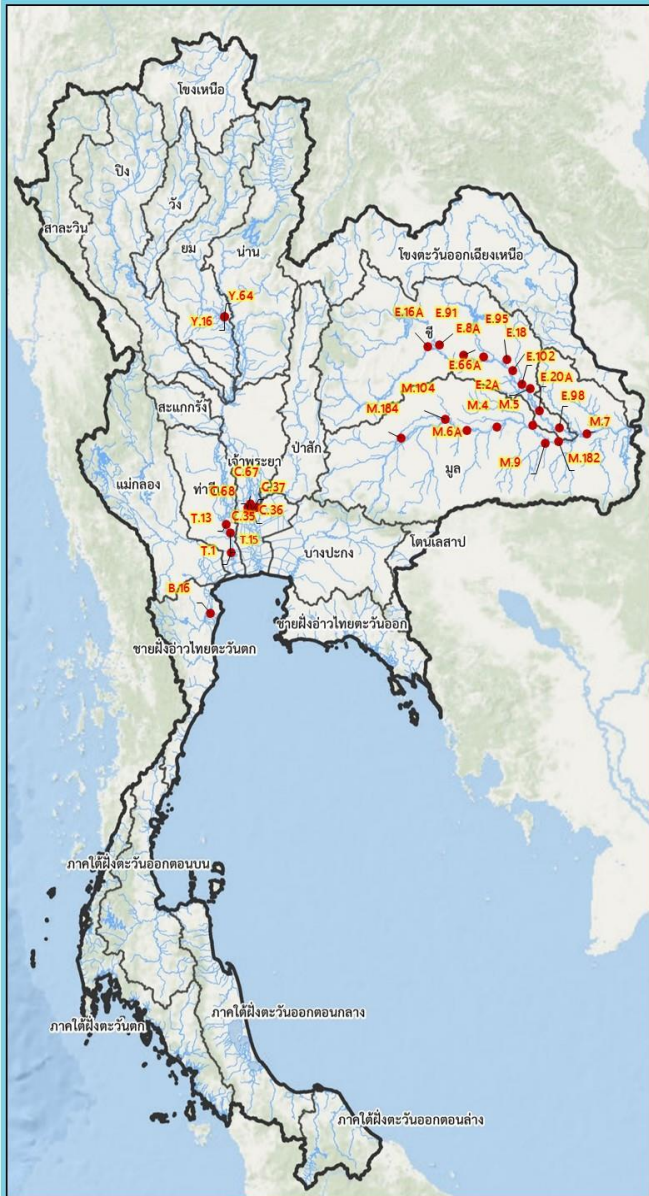 โขงเหนือ
ปิง
วัง
สาละวิน
ยม
น่าน
โขงตะวันออกเฉียงเหนือ
Y.64
Y.16
E.16A
E.91
E.95
ชี
E.8A
E.18
E.66A
E.102
M.104
E.2A
E.20A
สะแกกรัง
M.184
M.4
M.5
E.98
M.6A
M.7
ป่าสัก
เจ้าพระยา
C.67
M.9
M.182
มูล
แม่กลอง
ท่าจีน
C.68
C.37
T.13
C.35
C.36
T.1
T.15
บางปะกง
โตนเลสาป
B.16
ชายฝั่งอ่าวไทยตะวันออก
ชายฝั่งอ่าวไทยตะวันตก
ภาคใต้ฝั่งตะวันออกตอนบน
ภาคใต้ฝั่งตะวันออกตอนกลาง
ภาคใต้ฝั่งตะวันตก
ภาคใต้ฝั่งตะวันออกตอนล่าง